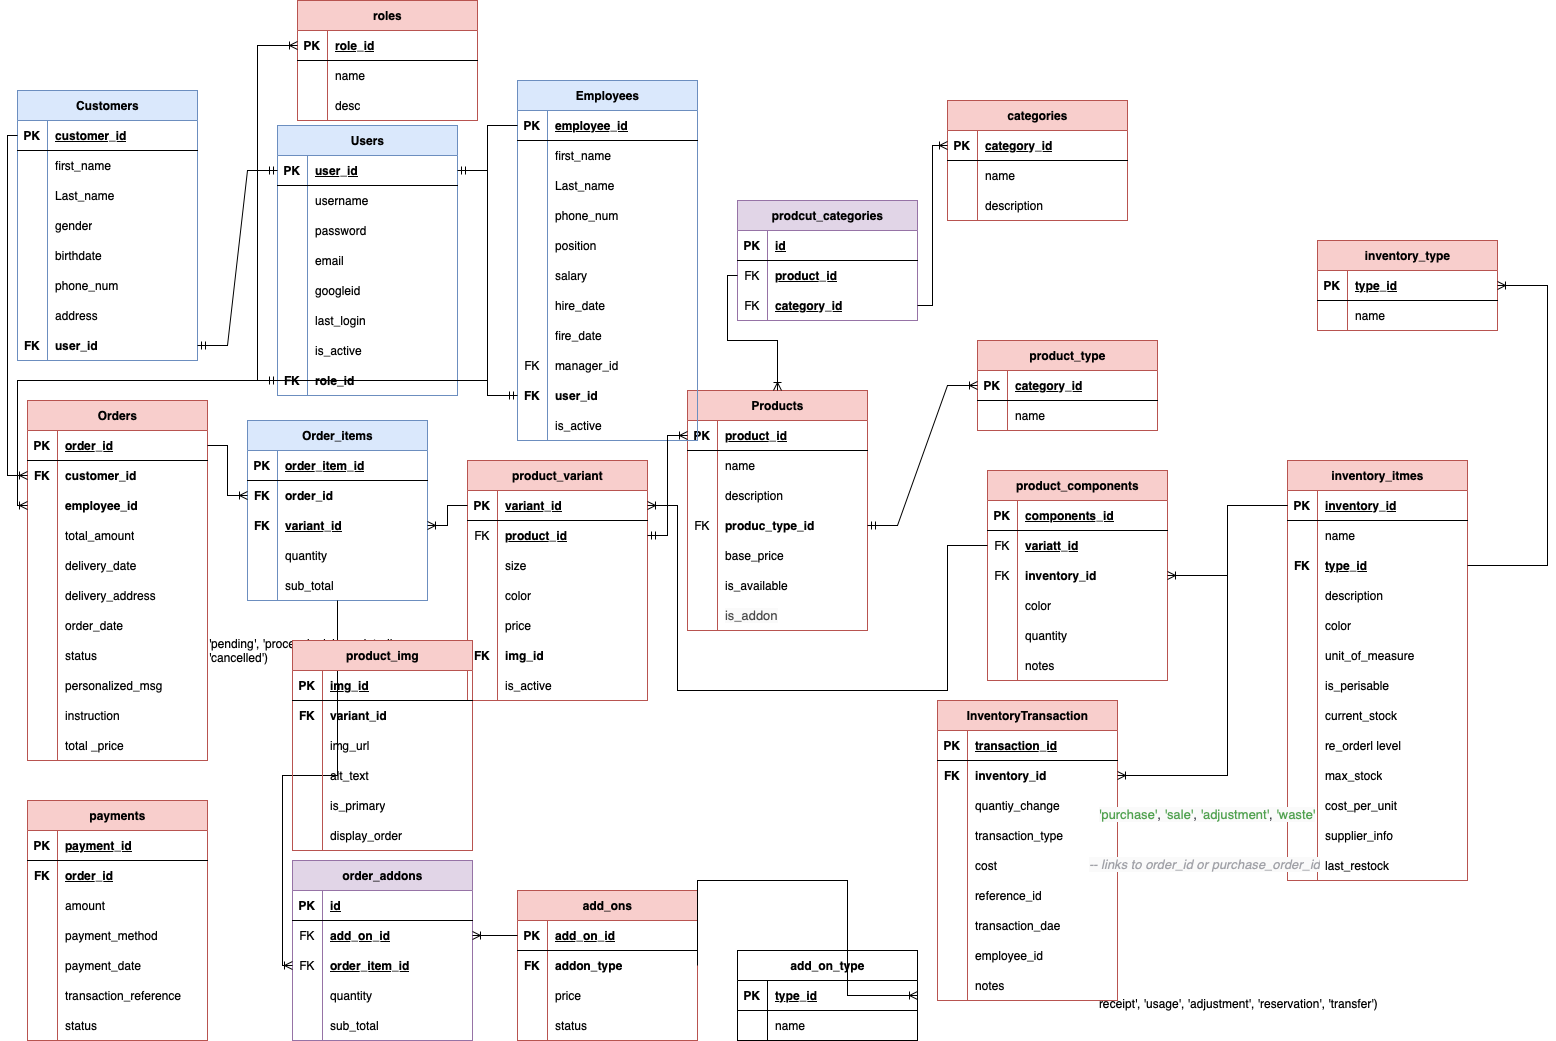 roles
PK role_id
name
desc
Customers
PK customer_id
first_name
Last_name
gender
birthdate
phone_num
address
FK user_id
Users
PK user_id
username
password
email
googleid
last_login
is_active
FK role_id
Employees
PK employee_id
first_name
Last_name
phone_num
position
salary
hire_date
fire_date
FK manager_id
FK user_id
is_active
categories
PK category_id
name
description
prodcut_categories
PK id
FK product_id
FK category_id
inventory_type
PK type_id
name
product_type
PK category_id
name
Orders
PK order_id
FK customer_id
employee_id
total_amount
delivery_date
delivery_address
order_date
status
personalized_msg
instruction
total _price
'pending', 'proce
'cancelled')
Order_items
PK order_item_id
FK order_id
FK variant_id
quantity
sub_total
product_variant
PK variant_id
FK product_id
size
color
price
FK img_id
is_active
Products
PK product_id
name
description
FK produc_type_id
base_price
is_available
is_addon
product_components
PK components_id
FK variatt_id
FK inventory_id
color
quantity
notes
inventory_itmes
PK inventory_id
name
FK type_id
description
color
unit_of_measure
is_perisable
current_stock
re_orderl level
max_stock
cost_per_unit
supplier_info
last_restock
product_img
PK img_id
FK variant_id
img_url
alt_text
is_primary
display_order
InventoryTransaction
PK transaction_id
FK inventory_id
quantiy_change
transaction_type
cost
reference_id
transaction_dae
employee_id
notes
'purchase', 'sale', 'adjustment', 'waste'
-- links to order_id or purchase_order_id
receipt', 'usage', 'adjustment', 'reservation', 'transfer')
payments
PK payment_id
FK order_id
amount
payment_method
payment_date
transaction_reference
status
order_addons
PK id
FK add_on_id
FK order_item_id
quantity
sub_total
add_ons
PK add_on_id
FK addon_type
price
status
add_on_type
PK type_id
name